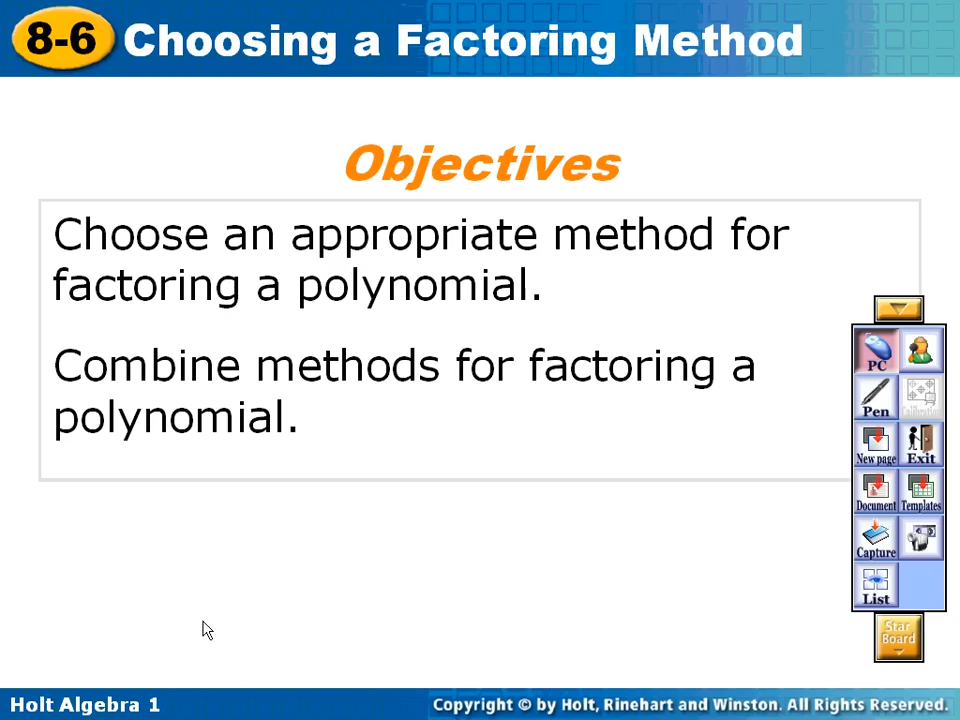 8-6 Choosing a Factoring Method
Objectives
Choose an appropriate method for
factoring a polynomial.
Combine methods for factoring a
polynomial.
PC
Pen Calibration
New page Exit
Document Templates
Capture
List
Star
Board
Holt Algebra 1
Copyright © by Holt, Rinehart and Winston. All Rights Reserved.